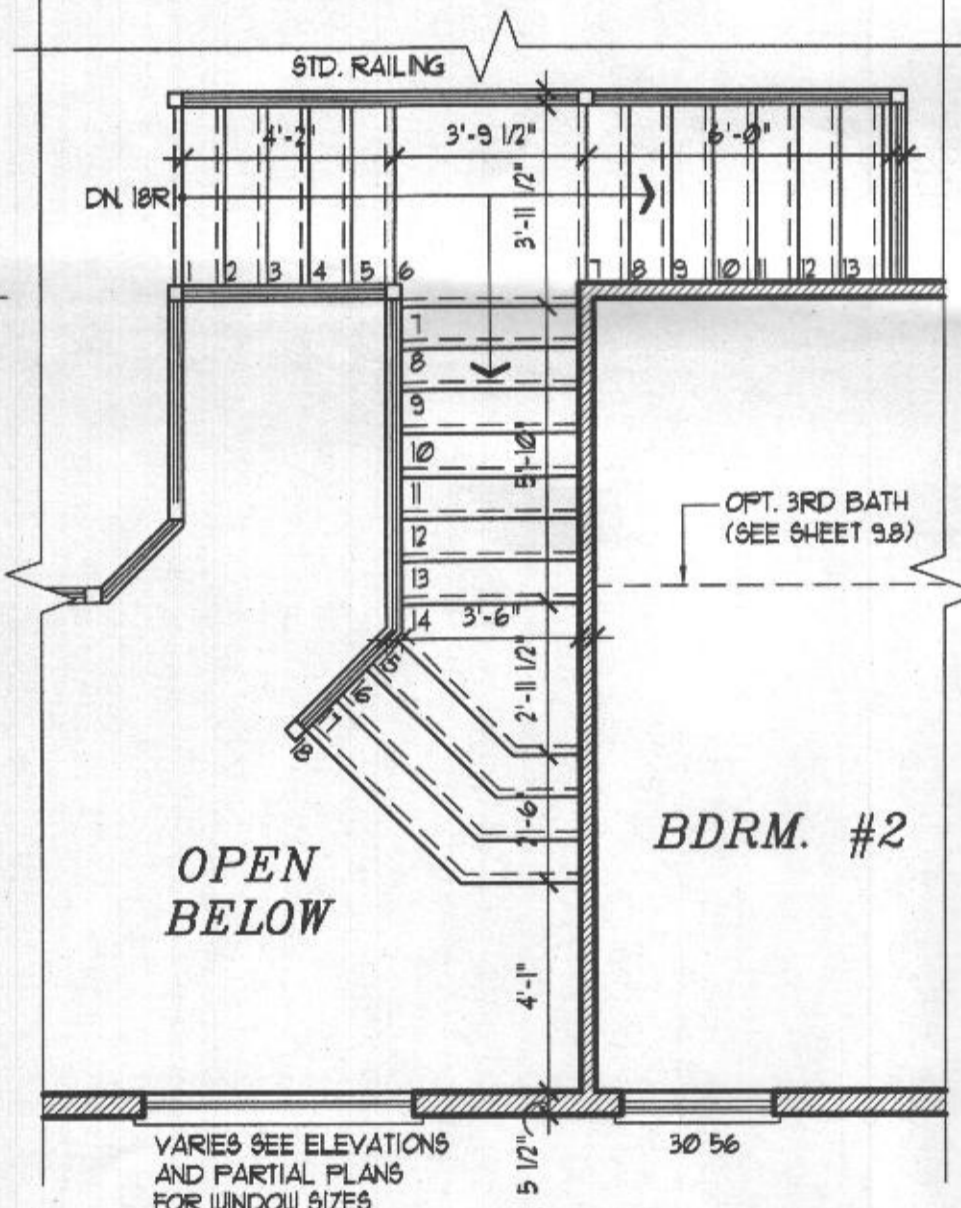 STD. RAILING
4'-2"
3'-9 1/2"
6'-0"
DN. 18R
3'-11 1/2"
1 2 3 4 5 6 7 8 9 10 11 12 13
7
8
9
10
11
12
13
14
5'-10"
3'-6"
OPT. 3RD BATH
(SEE SHEET 9.8)
5
6
7
8
2'-11 1/2"
2'-6"
BDRM. #2
OPEN
BELOW
4'-1"
VARIES SEE ELEVATIONS
AND PARTIAL PLANS
FOR WINDOW SIZES
5 1/2"
30 56